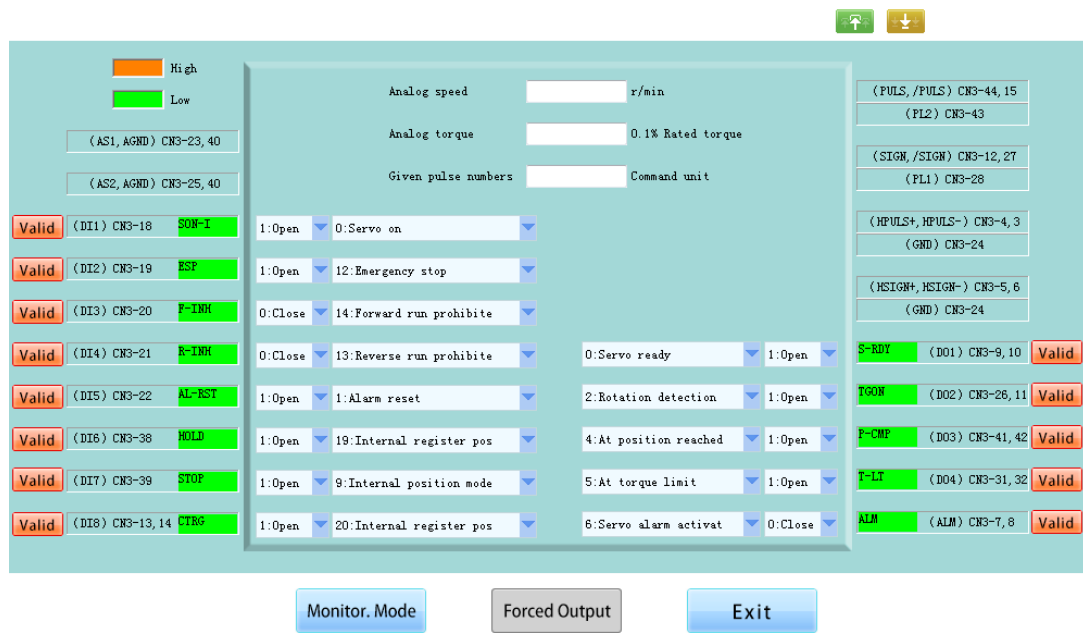 High
Low
Analog speed r/min
(PULS, /PULS) CN3-44, 15
(PL2) CN3-43
(AS1, AGND) CN3-23, 40
Analog torque 0.1% Rated torque
(SIGN, /SIGN) CN3-12, 27
(AS2, AGND) CN3-25, 40
Given pulse numbers Command unit
(PL1) CN3-28
Valid (DI1) CN3-18 SON-I 1:Open 0:Servo on
(HPULS+, HPULS-) CN3-4, 3
(GND) CN3-24
Valid (DI2) CN3-19 ESP 1:Open 12:Emergency stop
(HSIGN+, HSIGN-) CN3-5, 6
Valid (DI3) CN3-20 F-INH 0:Close 14:Forward run prohibite
(GND) CN3-24
Valid (DI4) CN3-21 R-INH 0:Close 13:Reverse run prohibite 0:Servo ready 1:Open S-RDY (DO1) CN3-9, 10 Valid
Valid (DI5) CN3-22 AL-RST 1:Open 1:Alarm reset 2:Rotation detection 1:Open TGON (DO2) CN3-26, 11 Valid
Valid (DI6) CN3-38 HOLD 1:Open 19:Internal register pos 4:At position reached 1:Open P-CMP (DO3) CN3-41, 42 Valid
Valid (DI7) CN3-39 STOP 1:Open 9:Internal position mode 5:At torque limit 1:Open T-LT (DO4) CN3-31, 32 Valid
Valid (DI8) CN3-13, 14 CTRG 1:Open 20:Internal register pos 6:Servo alarm activat 0:Close ALM (ALM) CN3-7, 8 Valid
Monitor. Mode Forced Output Exit